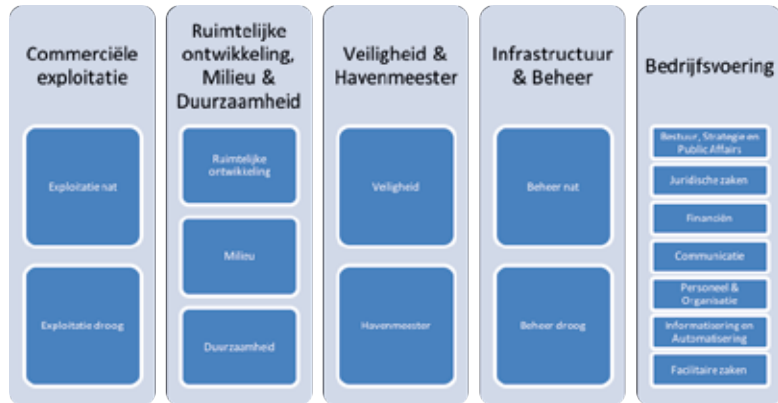 Commerciële
exploitatie
Exploitatie nat
Exploitatie droog
Ruimtelijke
ontwikkeling,
Milieu &
Duurzaamheid
Ruimtelijke
ontwikkeling
Milieu
Duurzaamheid
Veiligheid &
Havenmeester
Veiligheid
Havenmeester
Infrastructuur
& Beheer
Beheer nat
Beheer droog
Bedrijfsvoering
Bestuur, Strategie en
Public Affairs
Juridische zaken
Financiën
Communicatie
Personeel &
Organisatie
Informatisering en
Automatisering
Facilitaire zaken